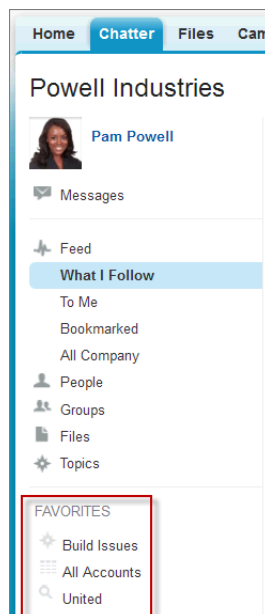 Home Chatter Files Cam
Powell Industries
Pam Powell
Messages
Feed
What I Follow
To Me
Bookmarked
All Company
People
Groups
Files
Topics
FAVORITES
Build Issues
All Accounts
United